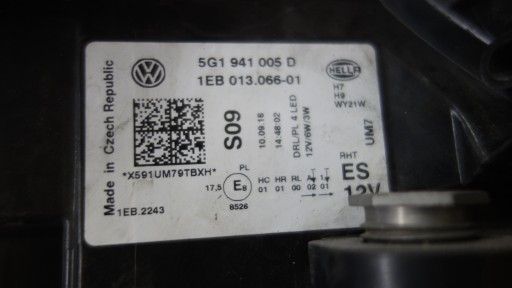 Made in Czech Republic
5G1 941 005 D
1EB 013.066-01
HELLA
H7
H9
WY21W
S09
10.09.16
14:48:02
DRL/PL 4 LED
12V/6W/3W
UM7
*X591UM79TBXH*
PL
17,5
E8
8526
HC HR RL
01 01 00 02 01
RHT
ES
12V
1EB.2243